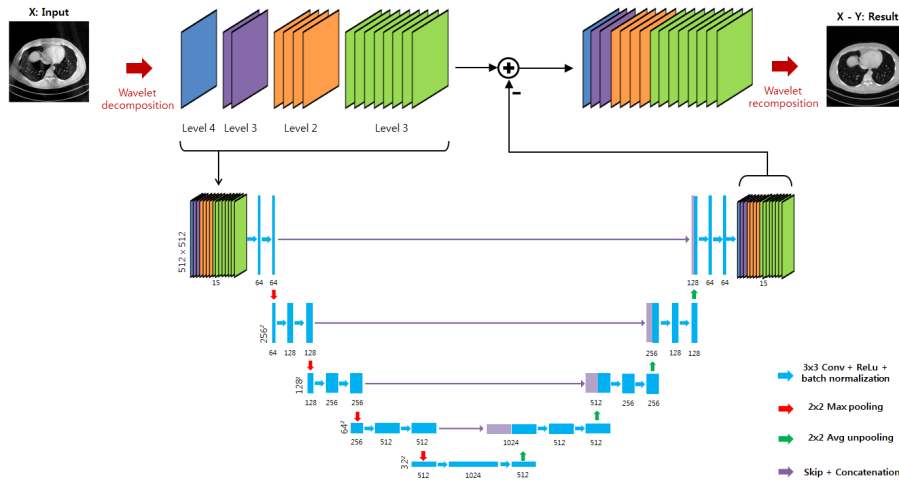 X: Input
X - Y: Result
Wavelet
decomposition
Wavelet
recomposition
Level 4
Level 3
Level 2
Level 3
512 × 512
15
64
64
128
64
64
15
256²
64
128
128
256
128
128
128²
128
256
256
512
256
256
64²
256
512
512
1024
512
512
32²
512
1024
512
3x3 Conv + ReLu +
batch normalization
2x2 Max pooling
2x2 Avg unpooling
Skip + Concatenation